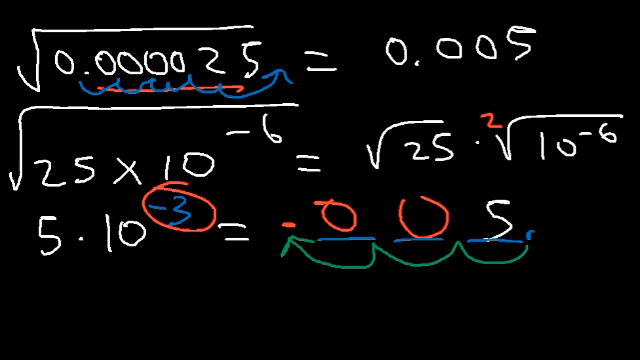 √0.000025 = 0.005
√25 × 10⁻⁶ = √25 · ²√10⁻⁶
5 · 10⁻³ = .005.